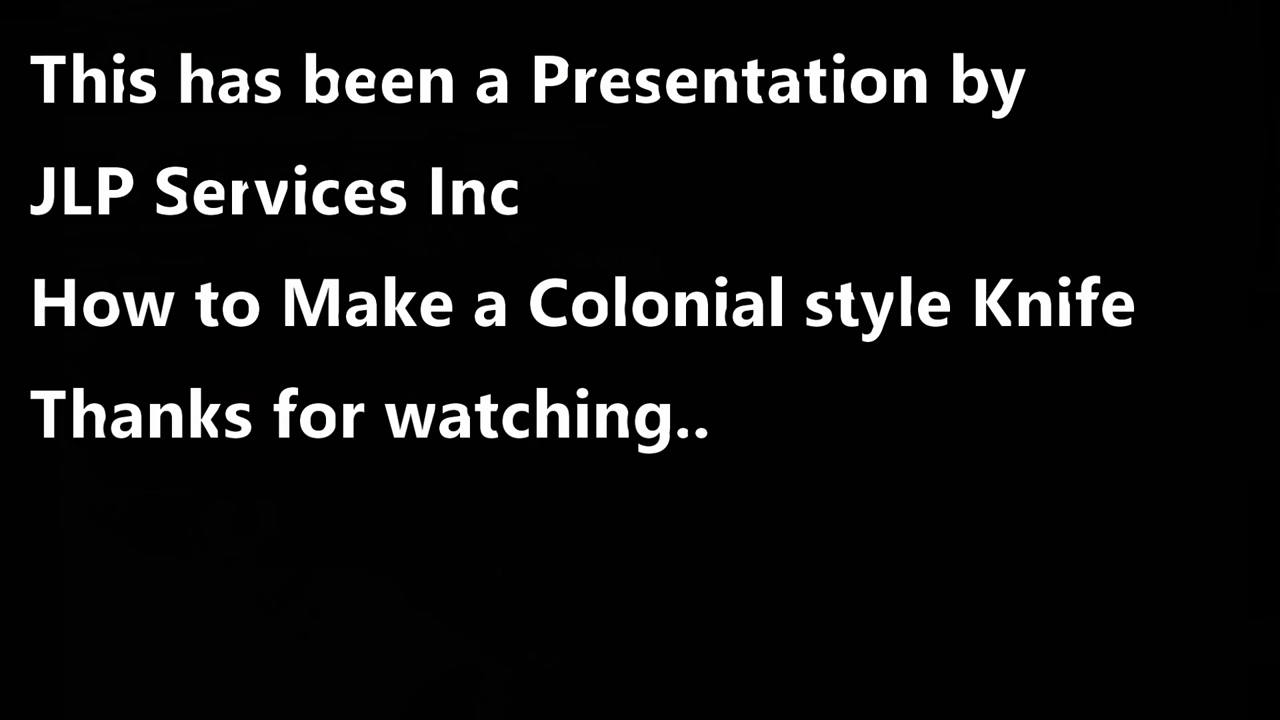 This has been a Presentation by
JLP Services Inc
How to Make a Colonial style Knife
Thanks for watching..